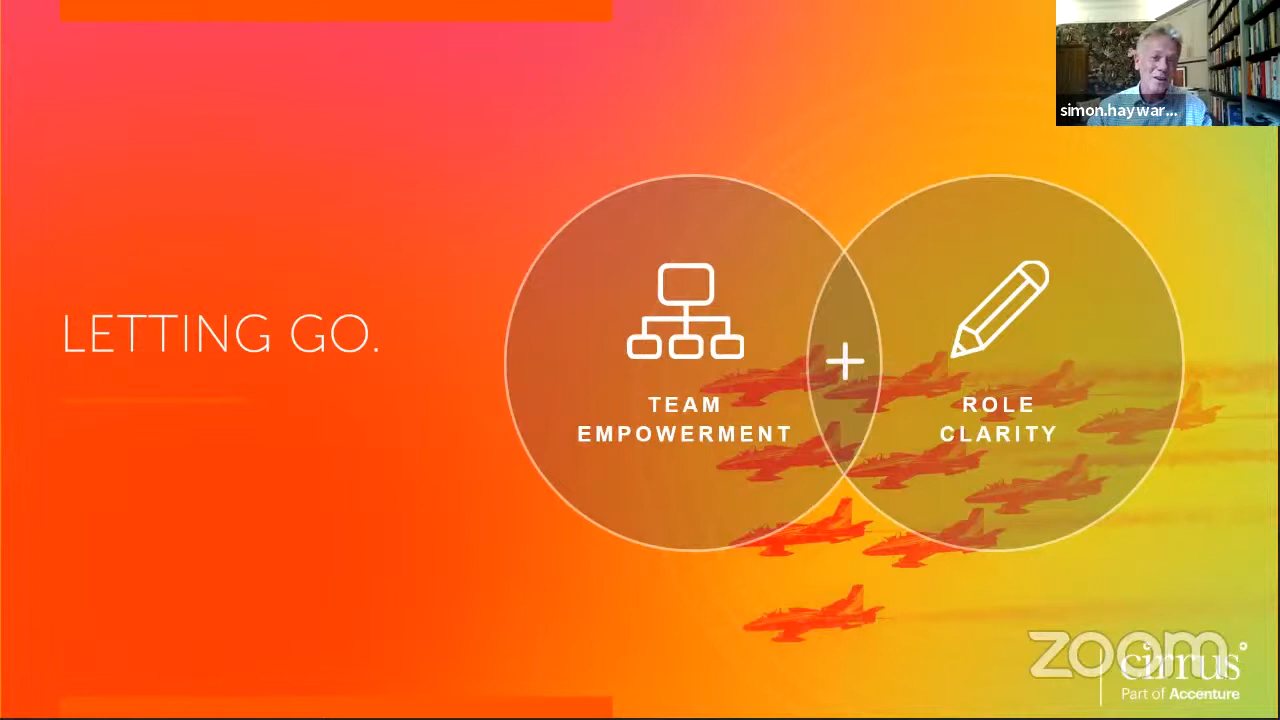 simon.haywar...
LETTING GO.
TEAM
EMPOWERMENT
ROLE
CLARITY
zoom
cirrus
Part of Accenture